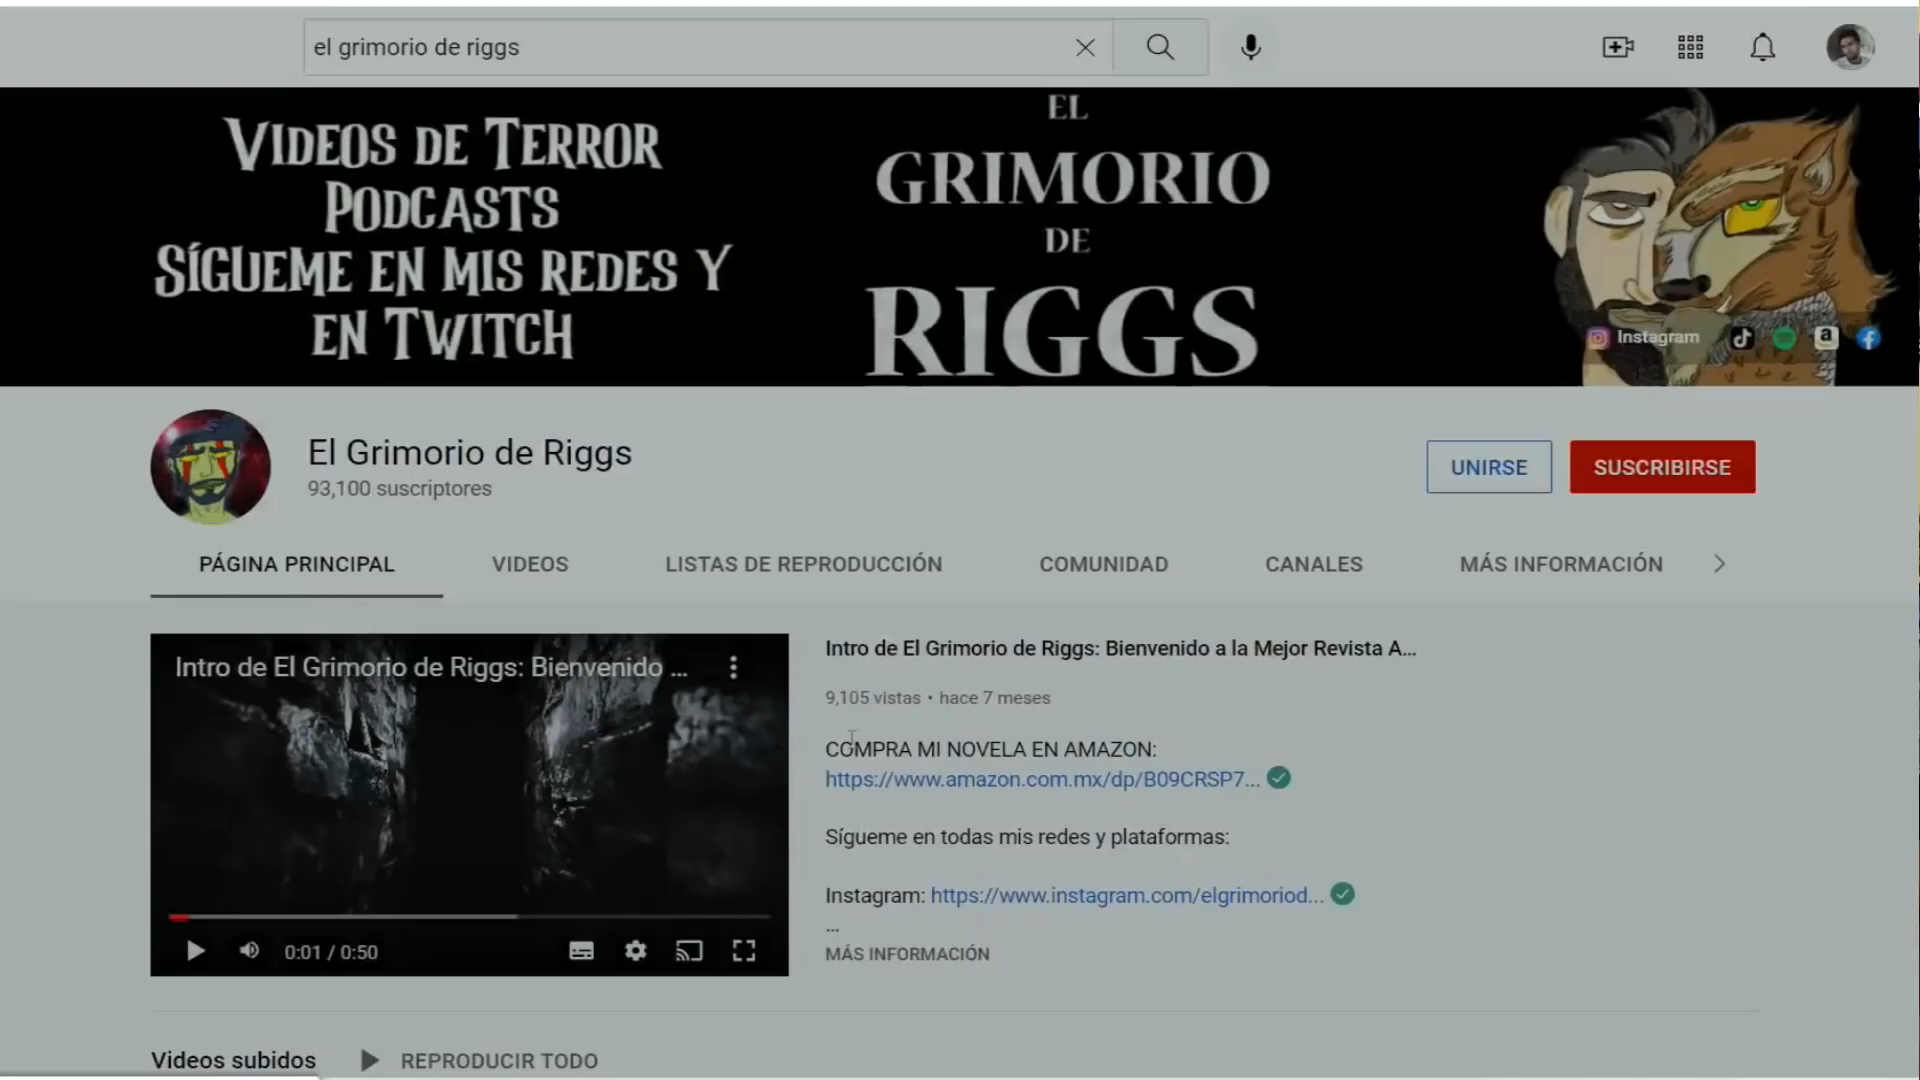 el grimorio de riggs
VIDEOS DE TERROR
PODCASTS
SÍGUEME EN MIS REDES Y
EN TWITCH
EL
GRIMORIO
DE
RIGGS
Instagram
El Grimorio de Riggs
93,100 suscriptores
UNIRSE
SUSCRIBIRSE
PÁGINA PRINCIPAL
VIDEOS
LISTAS DE REPRODUCCIÓN
COMUNIDAD
CANALES
MÁS INFORMACIÓN
Intro de El Grimorio de Riggs: Bienvenido ...
0:01 / 0:50
Intro de El Grimorio de Riggs: Bienvenido a la Mejor Revista A...
9,105 vistas • hace 7 meses
COMPRA MI NOVELA EN AMAZON:
https://www.amazon.com.mx/dp/B09CRSP7...
Sígueme en todas mis redes y plataformas:
Instagram: https://www.instagram.com/elgrimoriod...
...
MÁS INFORMACIÓN
Videos subidos
REPRODUCIR TODO